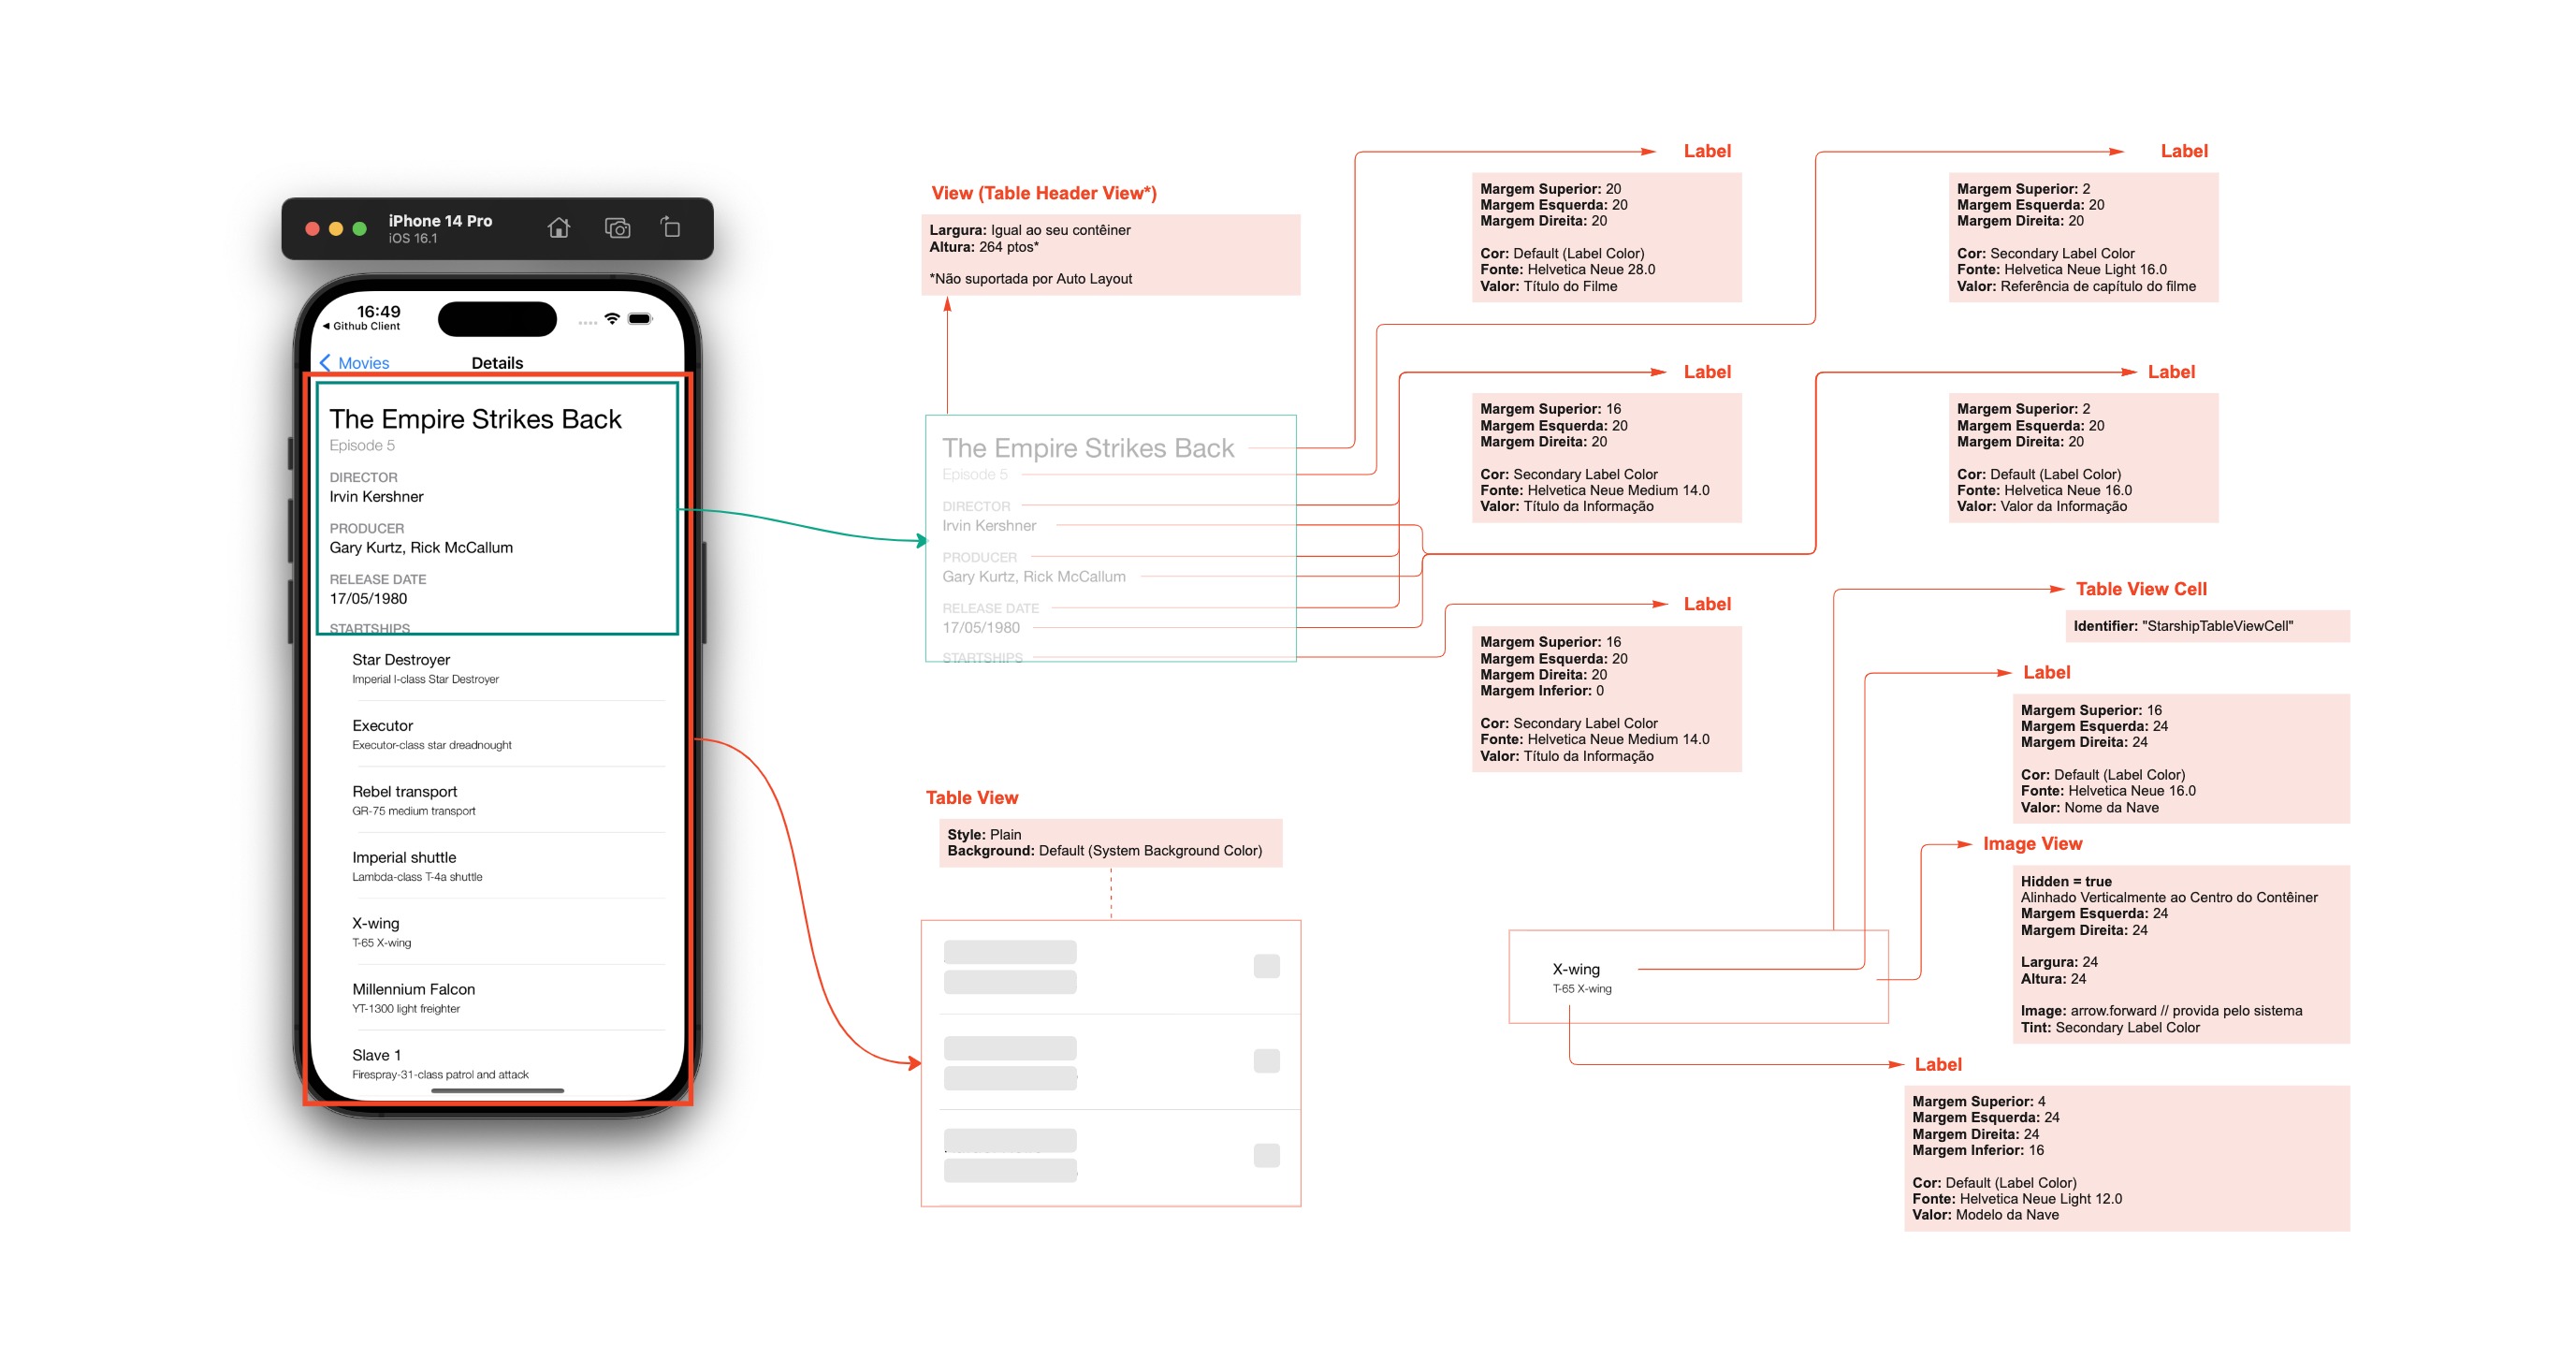 iPhone 14 Pro
iOS 16.1
16:49
Github Client
Movies
Details
The Empire Strikes Back
Episode 5
DIRECTOR
Irvin Kershner
PRODUCER
Gary Kurtz, Rick McCallum
RELEASE DATE
17/05/1980
STARTSHIPS
Star Destroyer
Imperial I-class Star Destroyer
Executor
Executor-class star dreadnought
Rebel transport
GR-75 medium transport
Imperial shuttle
Lambda-class T-4a shuttle
X-wing
T-65 X-wing
Millennium Falcon
YT-1300 light freighter
Slave 1
Firespray-31-class patrol and attack
View (Table Header View*)
Largura: Igual ao seu contêiner
Altura: 264 ptos*
*Não suportada por Auto Layout
The Empire Strikes Back
Episode 5
DIRECTOR
Irvin Kershner
PRODUCER
Gary Kurtz, Rick McCallum
RELEASE DATE
17/05/1980
STARTSHIPS
Label
Margem Superior: 20
Margem Esquerda: 20
Margem Direita: 20
Cor: Default (Label Color)
Fonte: Helvetica Neue 28.0
Valor: Título do Filme
Label
Margem Superior: 2
Margem Esquerda: 20
Margem Direita: 20
Cor: Secondary Label Color
Fonte: Helvetica Neue Light 16.0
Valor: Referência de capítulo do filme
Label
Margem Superior: 16
Margem Esquerda: 20
Margem Direita: 20
Cor: Secondary Label Color
Fonte: Helvetica Neue Medium 14.0
Valor: Título da Informação
Label
Margem Superior: 2
Margem Esquerda: 20
Margem Direita: 20
Cor: Default (Label Color)
Fonte: Helvetica Neue 16.0
Valor: Valor da Informação
Label
Margem Superior: 16
Margem Esquerda: 20
Margem Direita: 20
Margem Inferior: 0
Cor: Secondary Label Color
Fonte: Helvetica Neue Medium 14.0
Valor: Título da Informação
Table View
Style: Plain
Background: Default (System Background Color)
Table View Cell
Identifier: "StarshipTableViewCell"
Label
Margem Superior: 16
Margem Esquerda: 24
Margem Direita: 24
Cor: Default (Label Color)
Fonte: Helvetica Neue 16.0
Valor: Nome da Nave
Image View
Hidden = true
Alinhado Verticalmente ao Centro do Contêiner
Margem Esquerda: 24
Margem Direita: 24
Largura: 24
Altura: 24
Image: arrow.forward // provida pelo sistema
Tint: Secondary Label Color
X-wing
T-65 X-wing
Label
Margem Superior: 4
Margem Esquerda: 24
Margem Direita: 24
Margem Inferior: 16
Cor: Default (Label Color)
Fonte: Helvetica Neue Light 12.0
Valor: Modelo da Nave